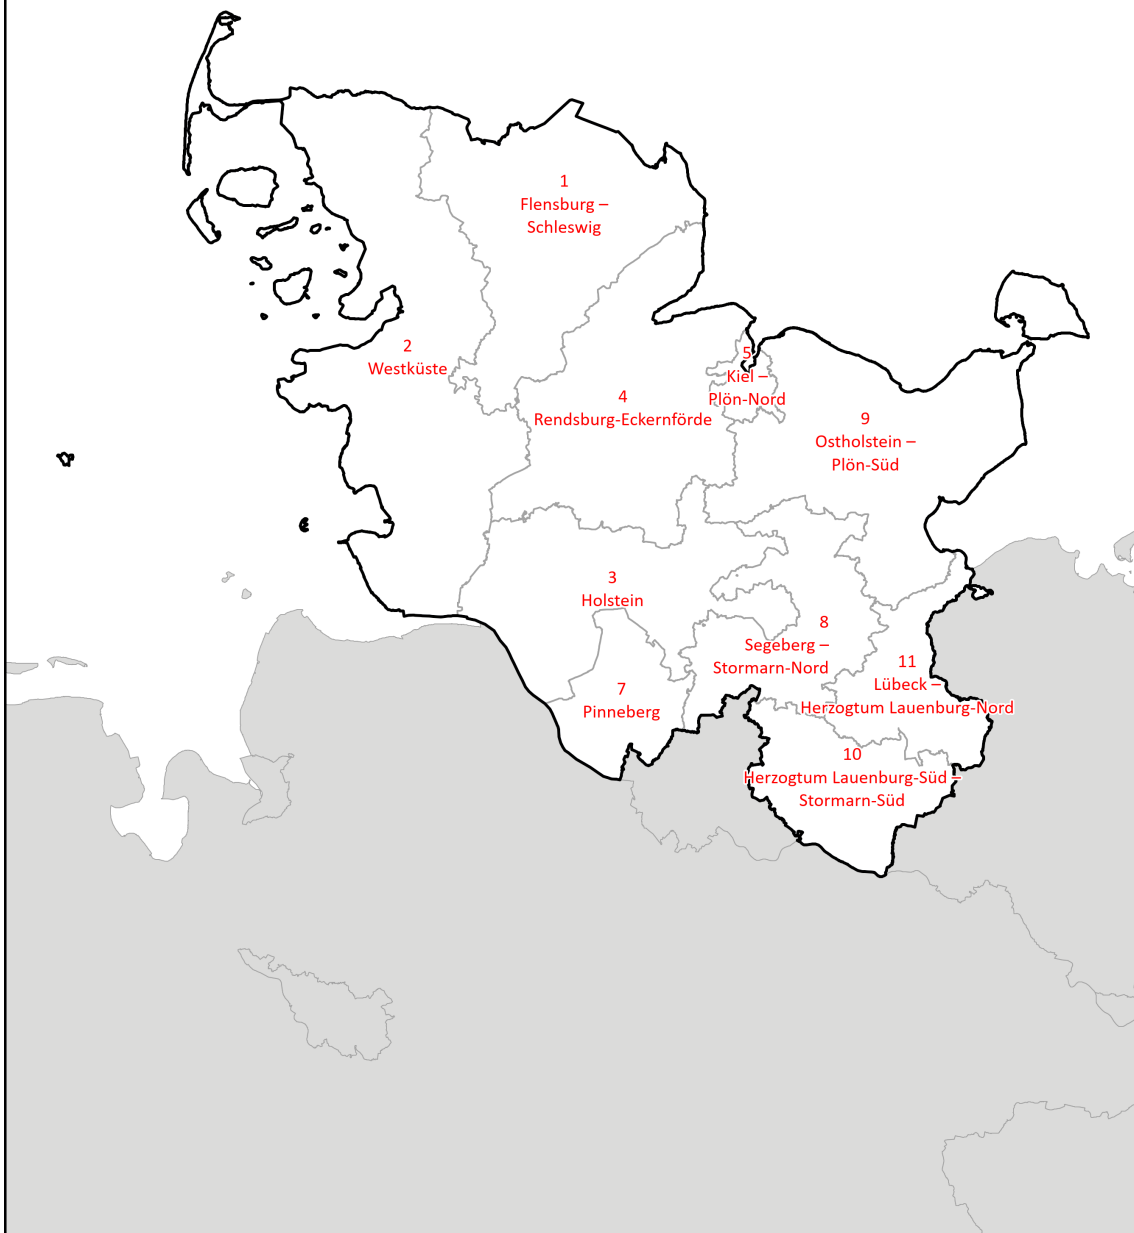 1
Flensburg –
Schleswig
2
Westküste
4
Rendsburg-Eckernförde
5
Kiel –
Plön-Nord
9
Ostholstein –
Plön-Süd
3
Holstein
8
Segeberg –
Stormarn-Nord
11
Lübeck –
Herzogtum Lauenburg-Nord
7
Pinneberg
10
Herzogtum Lauenburg-Süd –
Stormarn-Süd